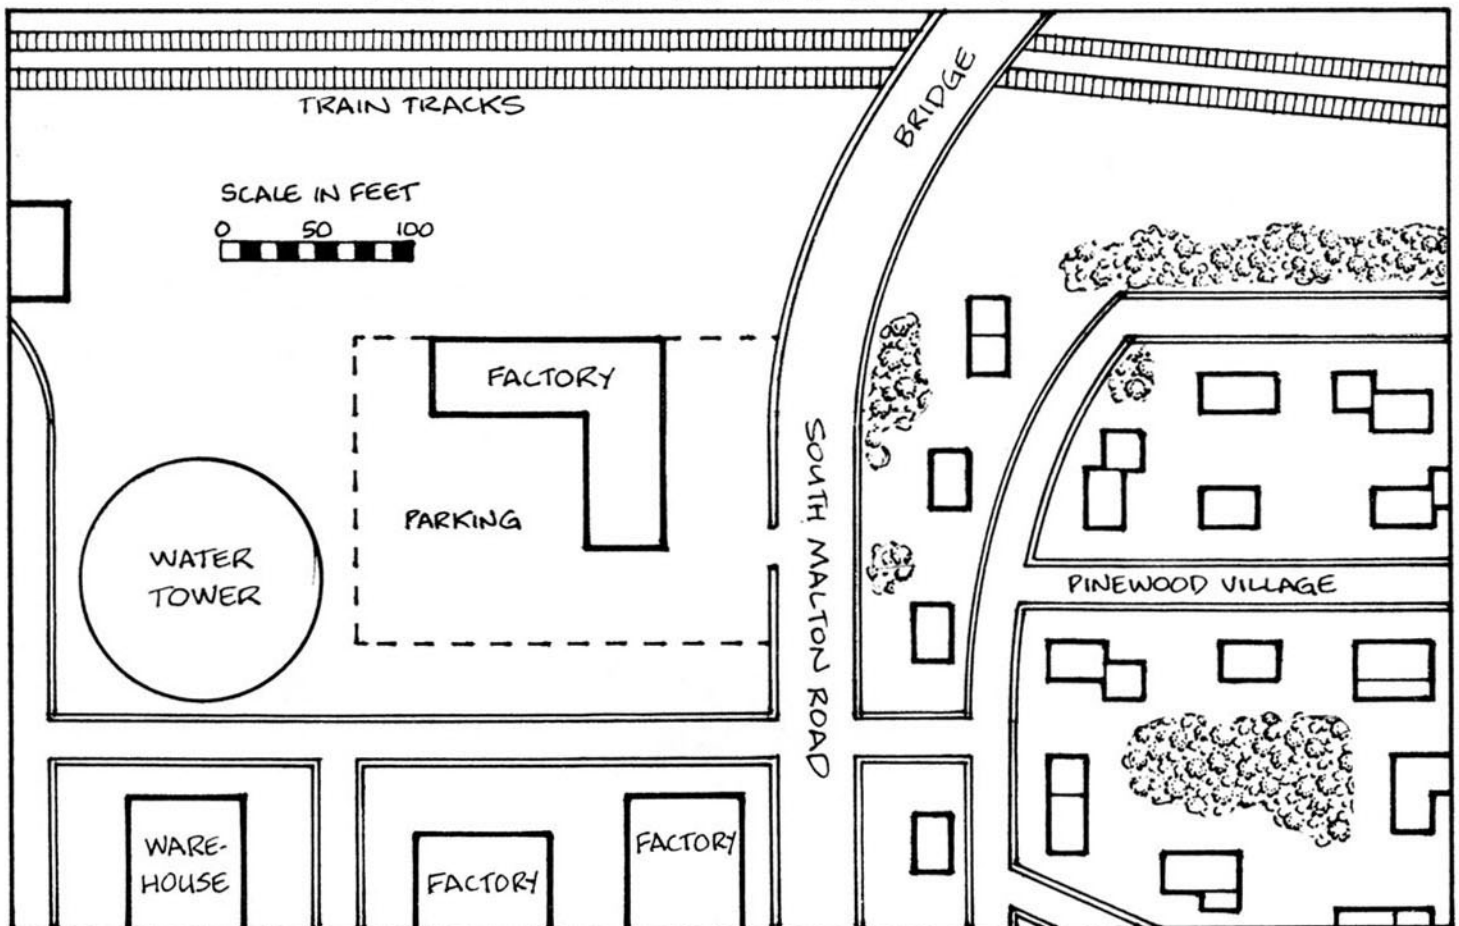 TRAIN TRACKS
BRIDGE
SCALE IN FEET
0 50 100
FACTORY
SOUTH MALTON ROAD
PARKING
WATER
TOWER
PINEWOOD VILLAGE
WARE-
HOUSE
FACTORY
FACTORY